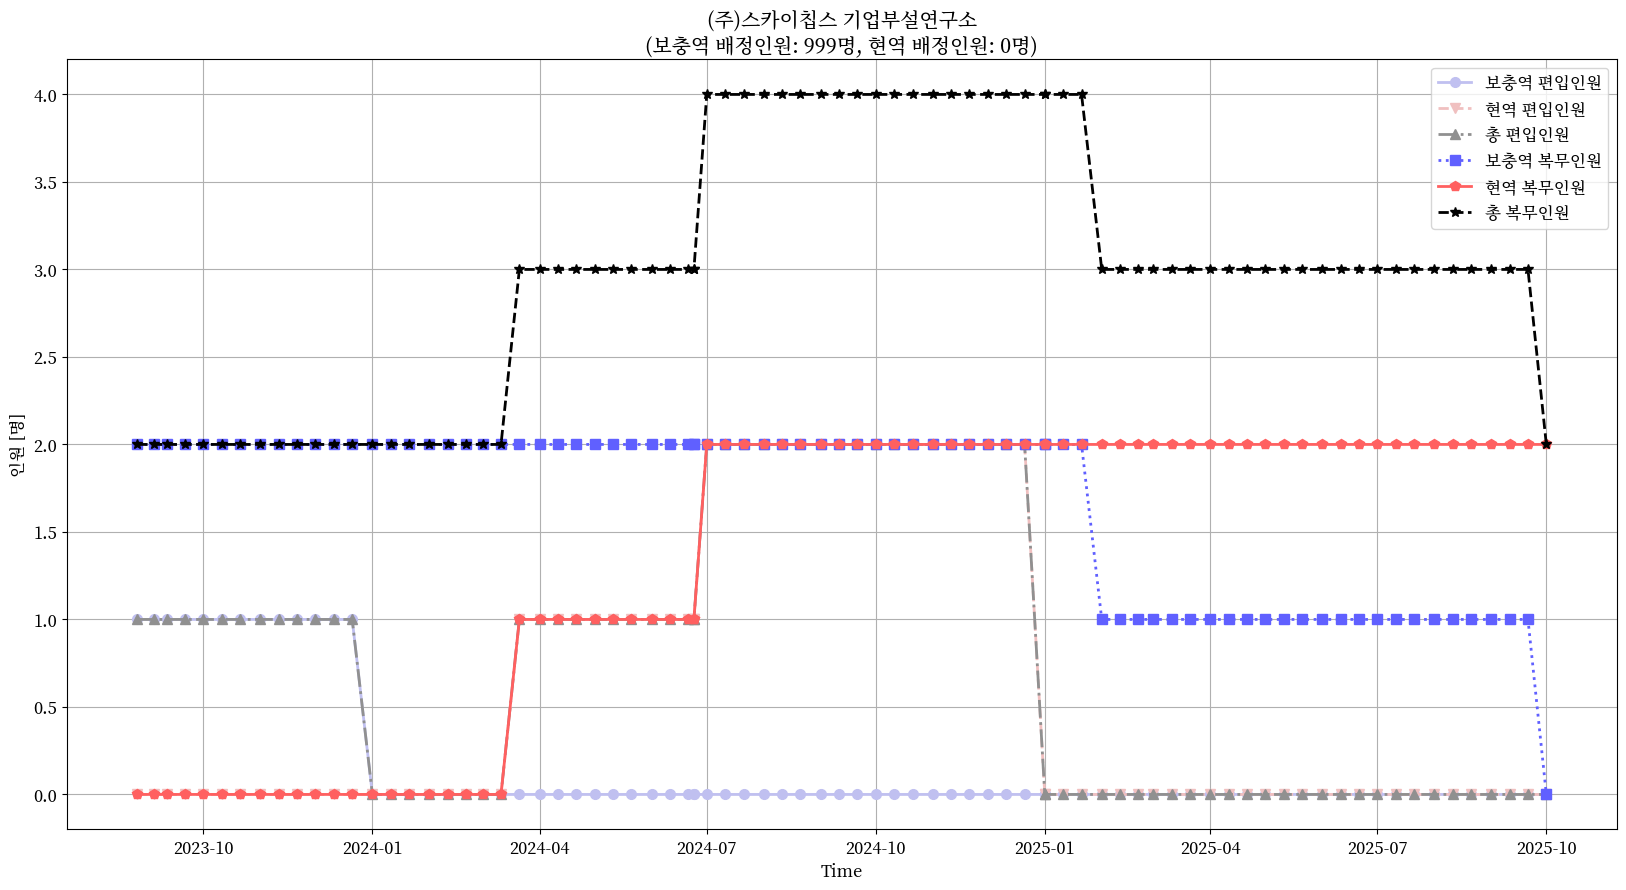 (주)스카이칩스 기업부설연구소
(보충역 배정인원: 999명, 현역 배정인원: 0명)
보충역 편입인원
현역 편입인원
총 편입인원
보충역 복무인원
현역 복무인원
총 복무인원
인원 [명]
4.0
3.5
3.0
2.5
2.0
1.5
1.0
0.5
0.0
2023-10
2024-01
2024-04
2024-07
2024-10
2025-01
2025-04
2025-07
2025-10
Time